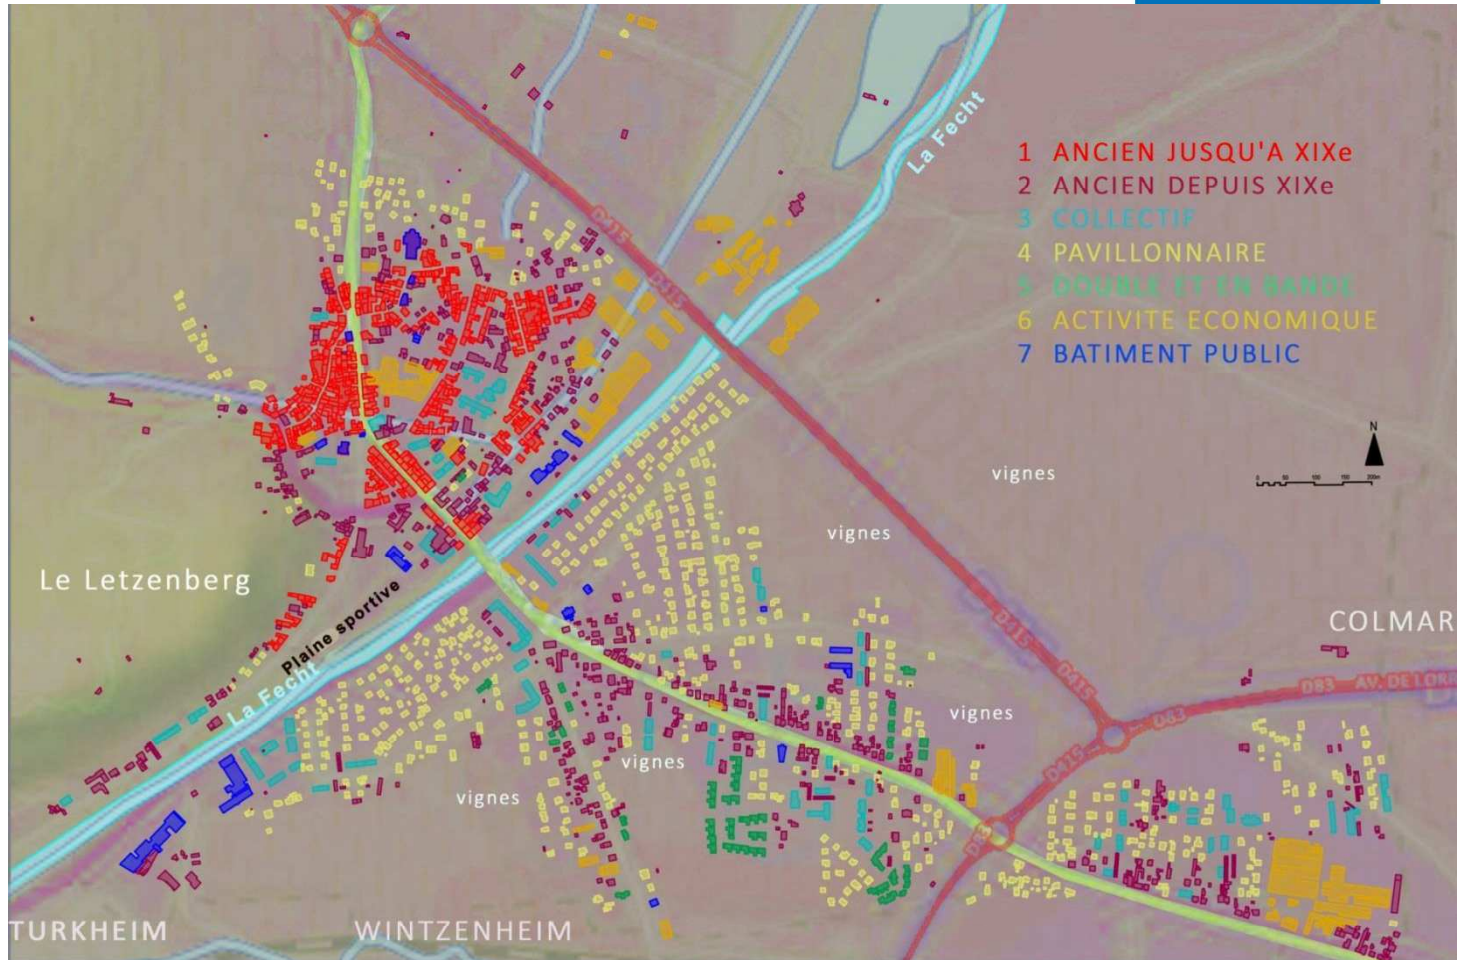 La Fecht
1 ANCIEN JUSQU'A XIXe
2 ANCIEN DEPUIS XIXe
3 COLLECTIF
4 PAVILLONNAIRE
5 DOUBLE ET EN BANDE
6 ACTIVITE ECONOMIQUE
7 BATIMENT PUBLIC
D415
D415
N
vignes
vignes
Le Letzenberg
Plaine sportive
La Fecht
D415
COLMAR
D415
D83 AV. DE LORR
D83
vignes
vignes
vignes
D415
D83
TURKHEIM
WINTZENHEIM